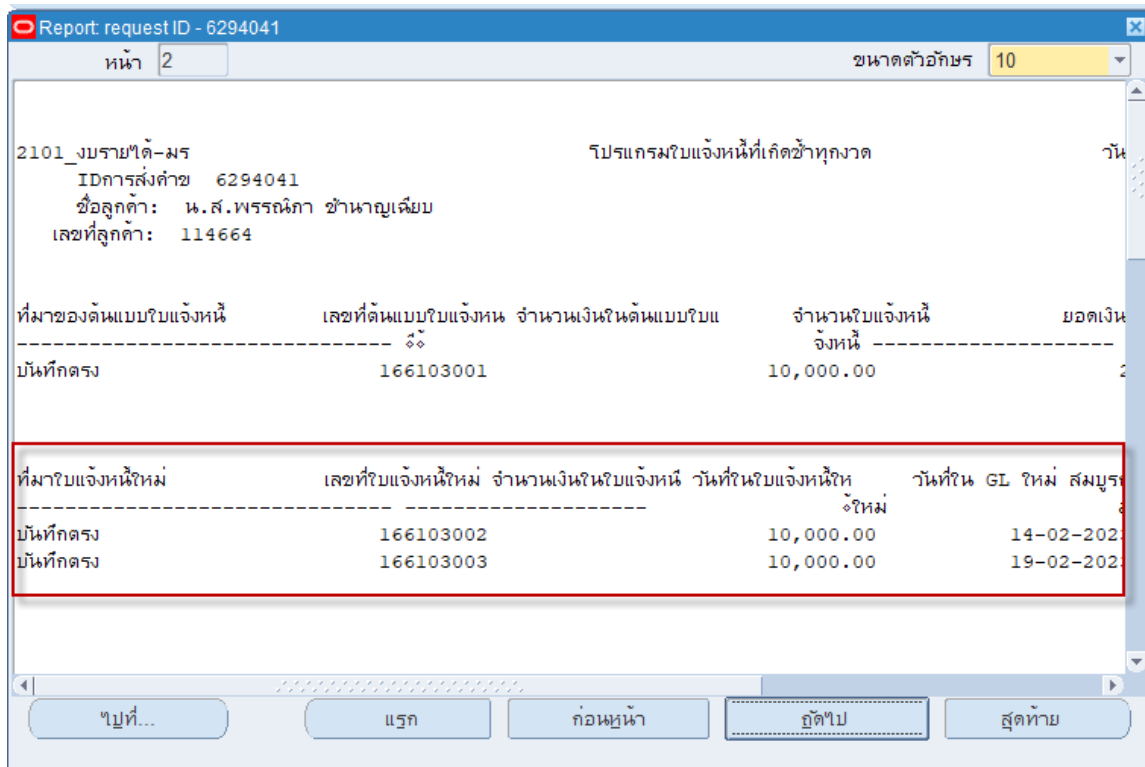 Report: request ID - 6294041
หน้า 2 ขนาดตัวอักษร 10
2101_งบรายได้-มร โปรแกรมใบแจ้งหนี้ที่เกิดซ้ำทุกงวด วัน
IDการส่งคำข 6294041
ชื่อลูกค้า: น.ส.พรรณิภา ชำนาญเฉียบ
เลขที่ลูกค้า: 114664
ที่มาของต้นแบบใบแจ้งหนี้ เลขที่ต้นแบบใบแจ้งหน จำนวนเงินในต้นแบบใบแ จำนวนใบแจ้งหนี้ ยอดเงิน
------------------------------- ี้ จ้งหนี้ --------------------
บันทึกตรง 166103001 10,000.00 2
ที่มาใบแจ้งหนี้ใหม่ เลขที่ใบแจ้งหนี้ใหม่ จำนวนเงินในใบแจ้งหนี วันที่ในใบแจ้งหนี้ให วันที่ใน GL ใหม่ สมบูรณ
------------------------------- -------------------- ้ใหม่
บันทึกตรง 166103002 10,000.00 14-02-202
บันทึกตรง 166103003 10,000.00 19-02-202
ไปที่... แรก ก่อนหน้า ถัดไป สุดท้าย